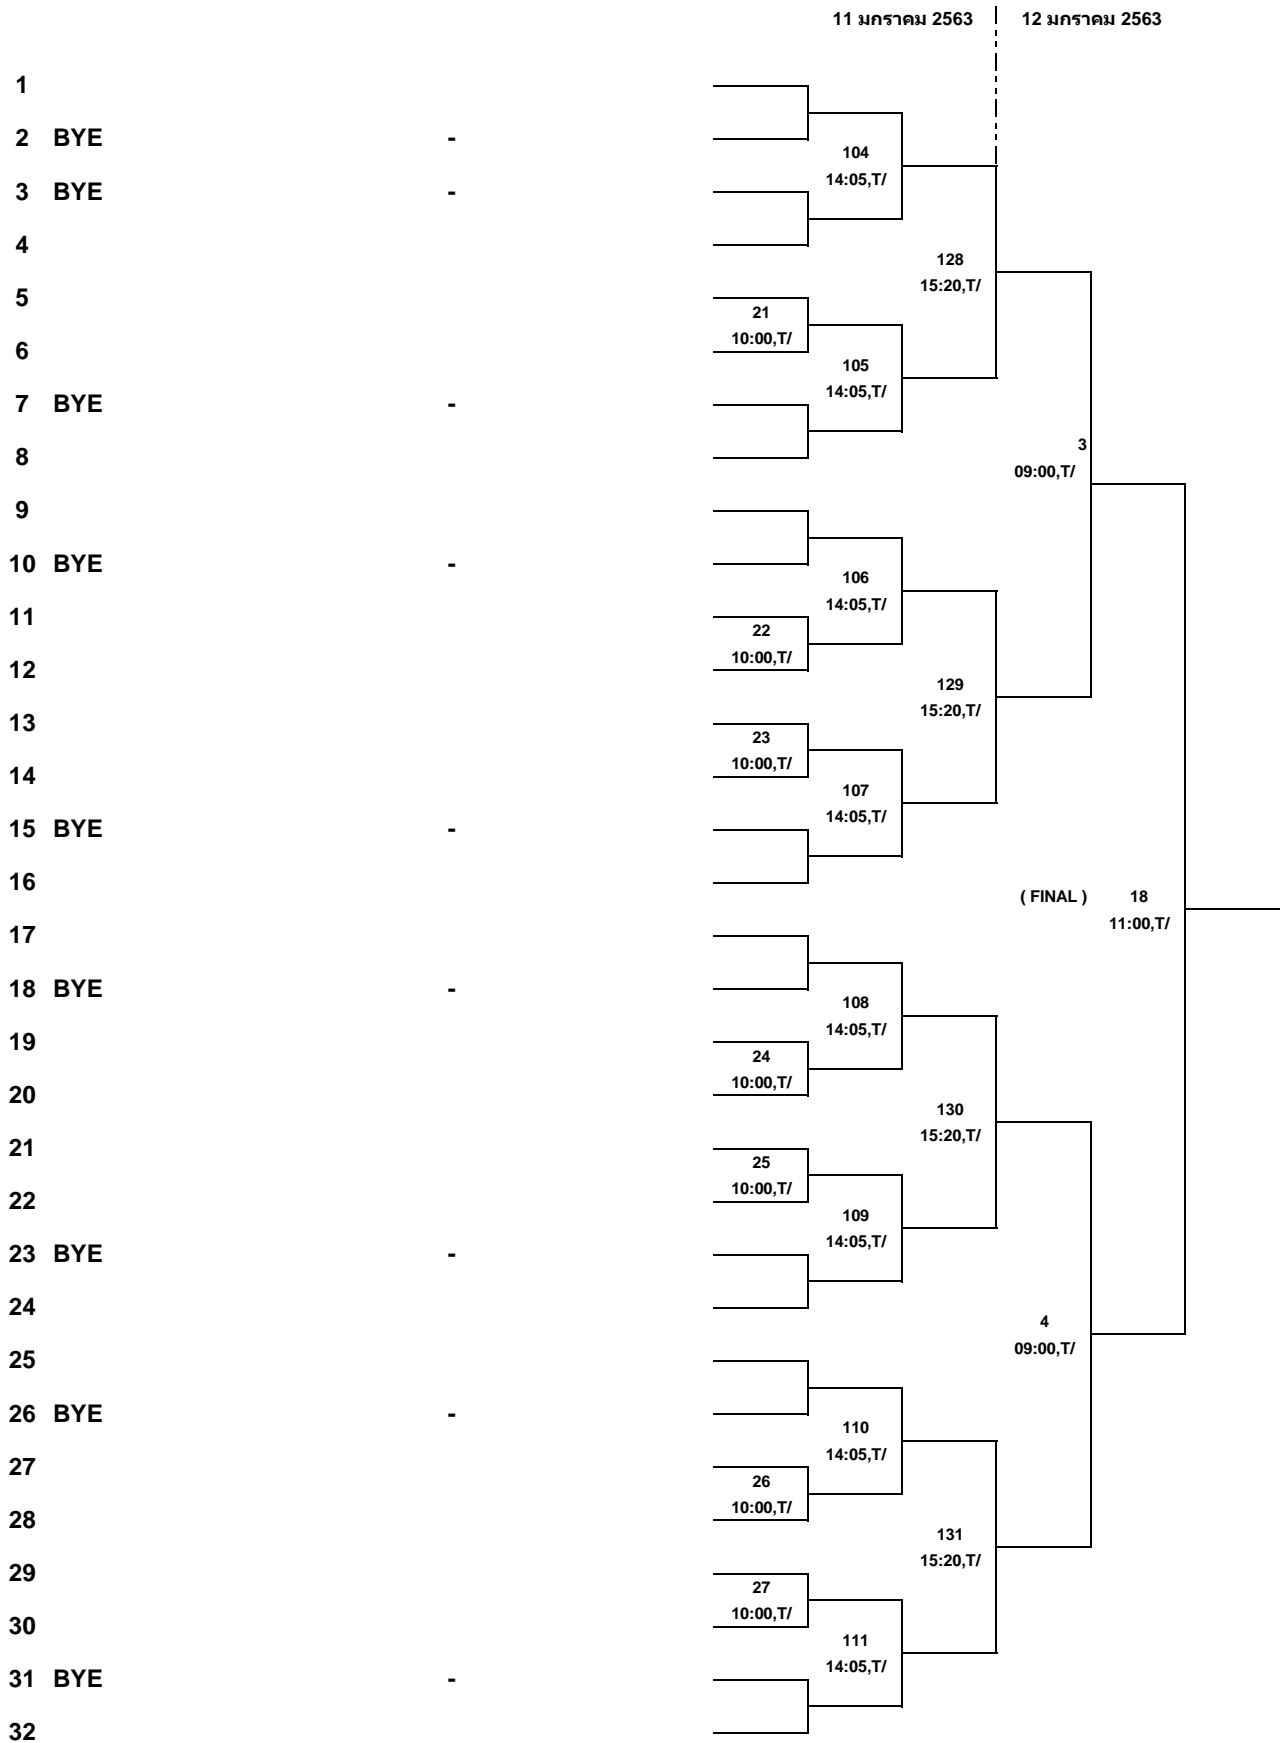 11 มกราคม 2563 12 มกราคม 2563
1
2 BYE -
104
14:05,T/
3 BYE -
4
128
15:20,T/
5
21
10:00,T/
6
105
14:05,T/
7 BYE -
8
3
09:00,T/
9
10 BYE -
106
14:05,T/
11
22
10:00,T/
12
129
15:20,T/
13
23
10:00,T/
14
107
14:05,T/
15 BYE -
16
( FINAL ) 18
11:00,T/
17
18 BYE -
108
14:05,T/
19
24
10:00,T/
20
130
15:20,T/
21
25
10:00,T/
22
109
14:05,T/
23 BYE -
24
4
09:00,T/
25
26 BYE -
110
14:05,T/
27
26
10:00,T/
28
131
15:20,T/
29
27
10:00,T/
30
111
14:05,T/
31 BYE -
32